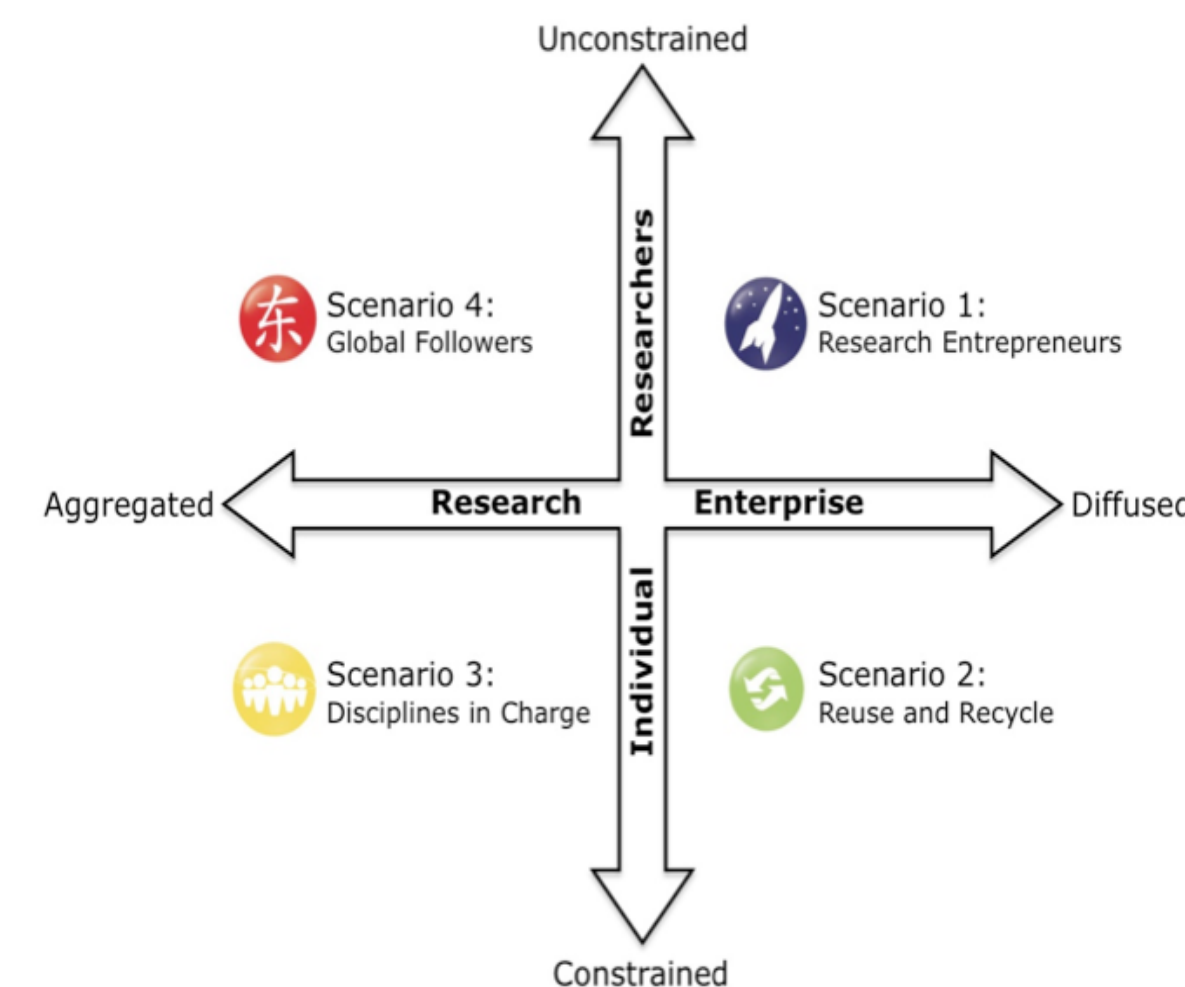 Unconstrained
Researchers
东
Scenario 4:
Global Followers
Scenario 1:
Research Entrepreneurs
Aggregated
Research
Enterprise
Diffused
Individual
Scenario 3:
Disciplines in Charge
Scenario 2:
Reuse and Recycle
Constrained